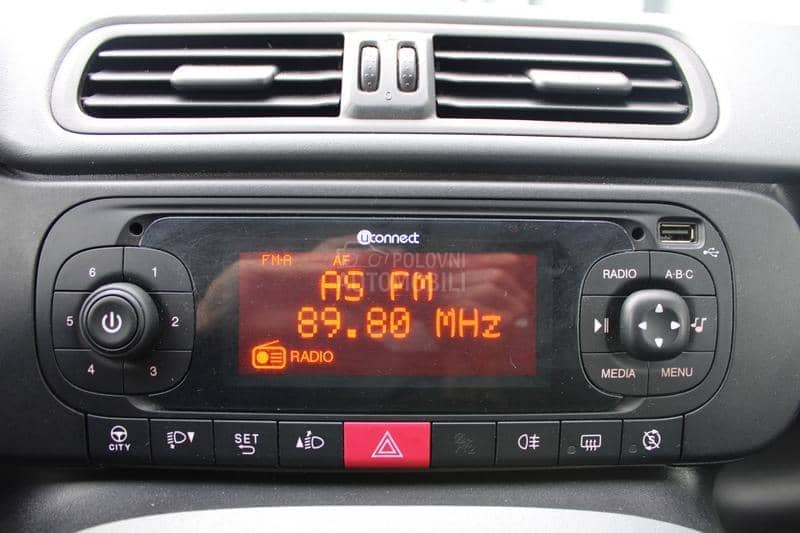 0
uconnect
FM-A AF
POLOVNI
AUTOMOBILI
AS FM
89.80 MHz
RADIO
6 1
5 2
4 3
RADIO A·B·C
MEDIA MENU
CITY
SET